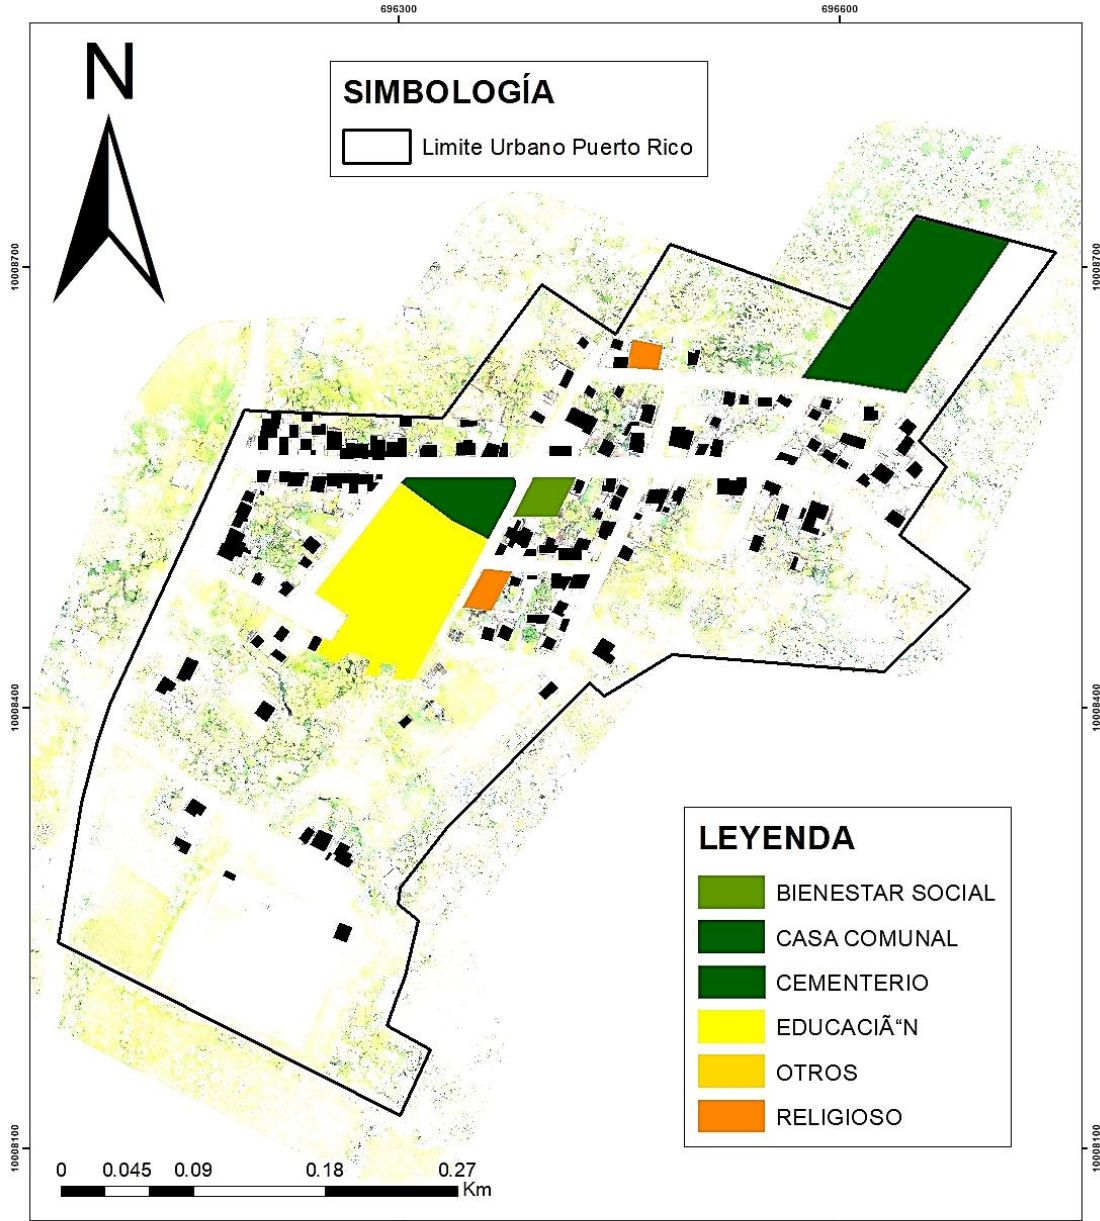 696300
696600
N
SIMBOLOGÍA
Limite Urbano Puerto Rico
10008700
10008700
10008400
10008400
LEYENDA
BIENESTAR SOCIAL
CASA COMUNAL
CEMENTERIO
EDUCACIÃ“N
OTROS
RELIGIOSO
10008100
10008100
0 0.045 0.09 0.18 0.27
Km